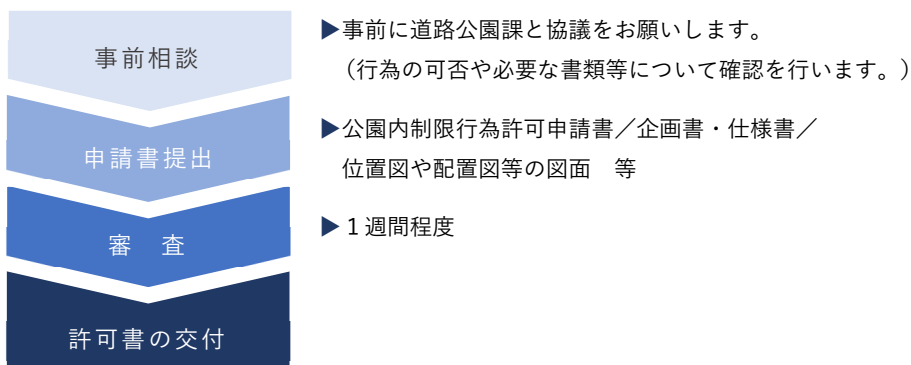 事前相談
▶事前に道路公園課と協議をお願いします。
（行為の可否や必要な書類等について確認を行います。）
申請書提出
▶公園内制限行為許可申請書／企画書・仕様書／
位置図や配置図等の図面　等
審　査
▶１週間程度
許可書の交付